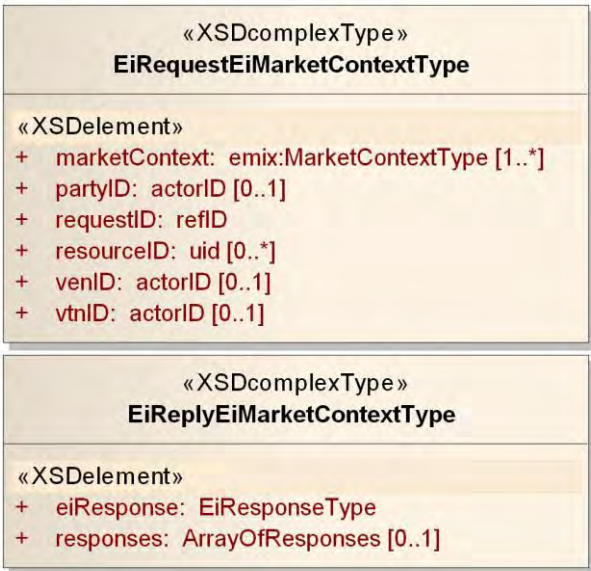 «XSDcomplexType»
EiRequestEiMarketContextType
«XSDelement»
+ marketContext: emix:MarketContextType [1..*]
+ partyID: actorID [0..1]
+ requestID: refID
+ resourceID: uid [0..*]
+ venID: actorID [0..1]
+ vtnID: actorID [0..1]
«XSDcomplexType»
EiReplyEiMarketContextType
«XSDelement»
+ eiResponse: EiResponseType
+ responses: ArrayOfResponses [0..1]